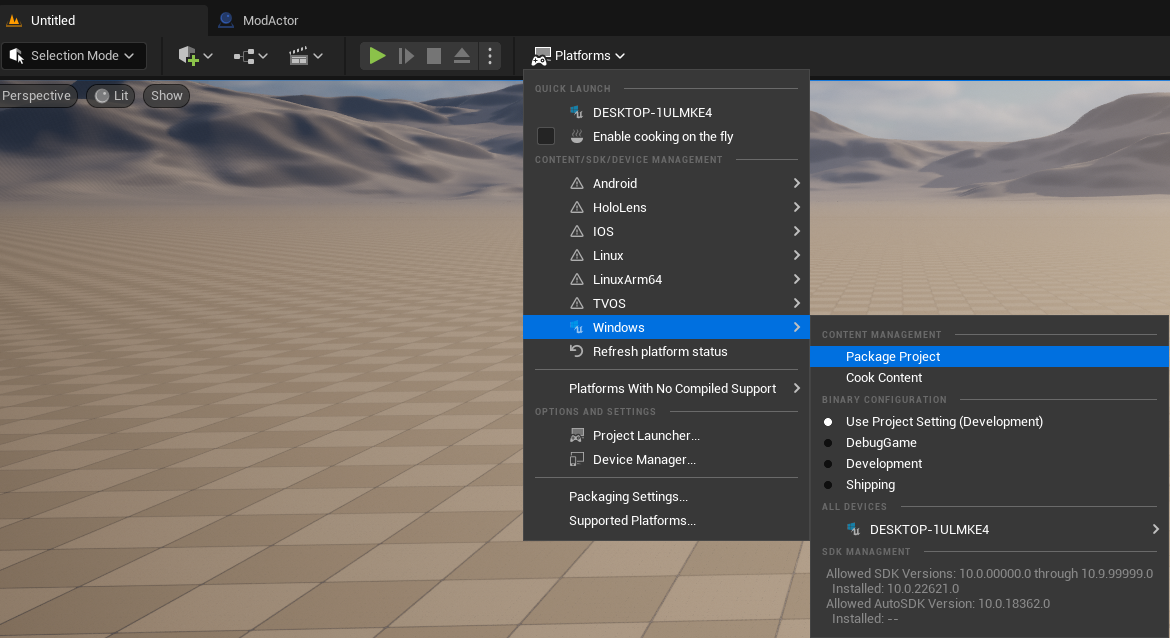 Untitled
ModActor
Selection Mode
Platforms
Perspective
Lit
Show
QUICK LAUNCH
DESKTOP-1ULMKE4
Enable cooking on the fly
CONTENT/SDK/DEVICE MANAGEMENT
Android
HoloLens
IOS
Linux
LinuxArm64
TVOS
Windows
Refresh platform status
Platforms With No Compiled Support
OPTIONS AND SETTINGS
Project Launcher...
Device Manager...
Packaging Settings...
Supported Platforms...
CONTENT MANAGEMENT
Package Project
Cook Content
BINARY CONFIGURATION
Use Project Setting (Development)
DebugGame
Development
Shipping
ALL DEVICES
DESKTOP-1ULMKE4
SDK MANAGMENT
Allowed SDK Versions: 10.0.00000.0 through 10.9.99999.0
Installed: 10.0.22621.0
Allowed AutoSDK Version: 10.0.18362.0
Installed: --